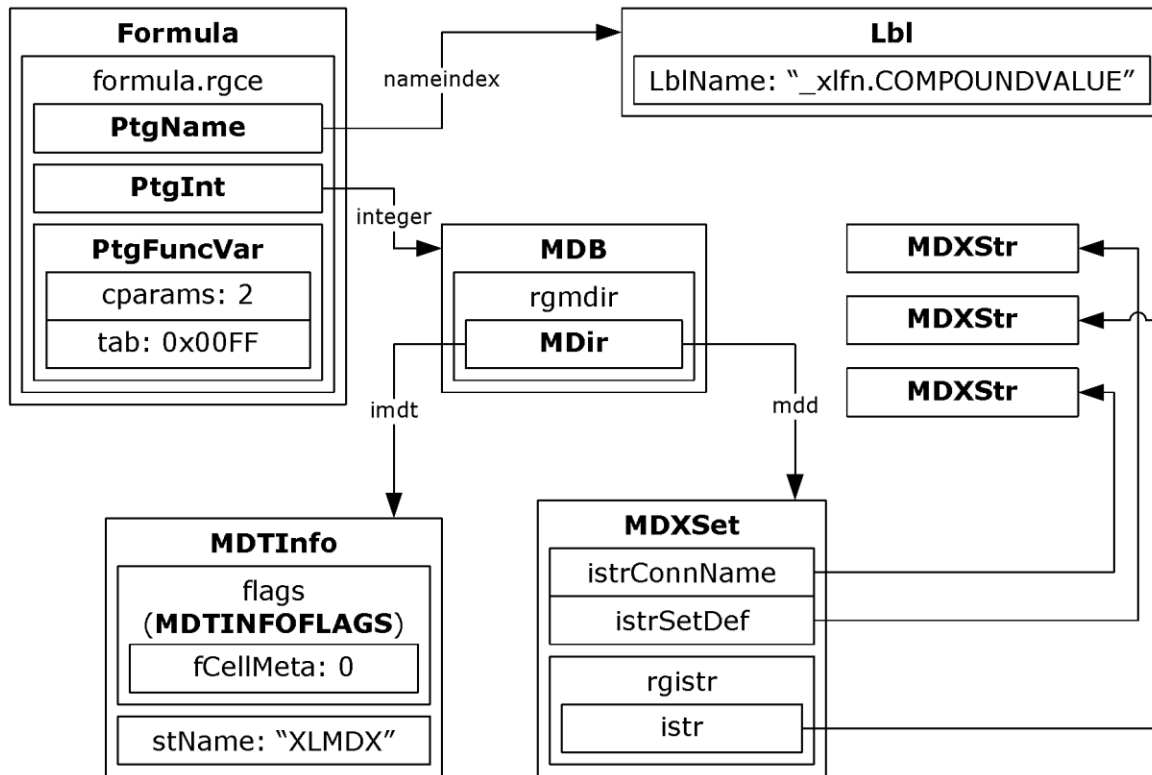 Formula
formula.rgce
PtgName
PtgInt
PtgFuncVar
cparams: 2
tab: 0x00FF
nameindex
Lbl
LblName: “_xlfn.COMPOUNDVALUE”
integer
MDB
rgmdir
MDir
MDXStr
MDXStr
MDXStr
imdt
mdd
MDTInfo
flags
(MDTINFOFLAGS)
fCellMeta: 0
stName: “XLMDX”
MDXSet
istrConnName
istrSetDef
rgistr
istr